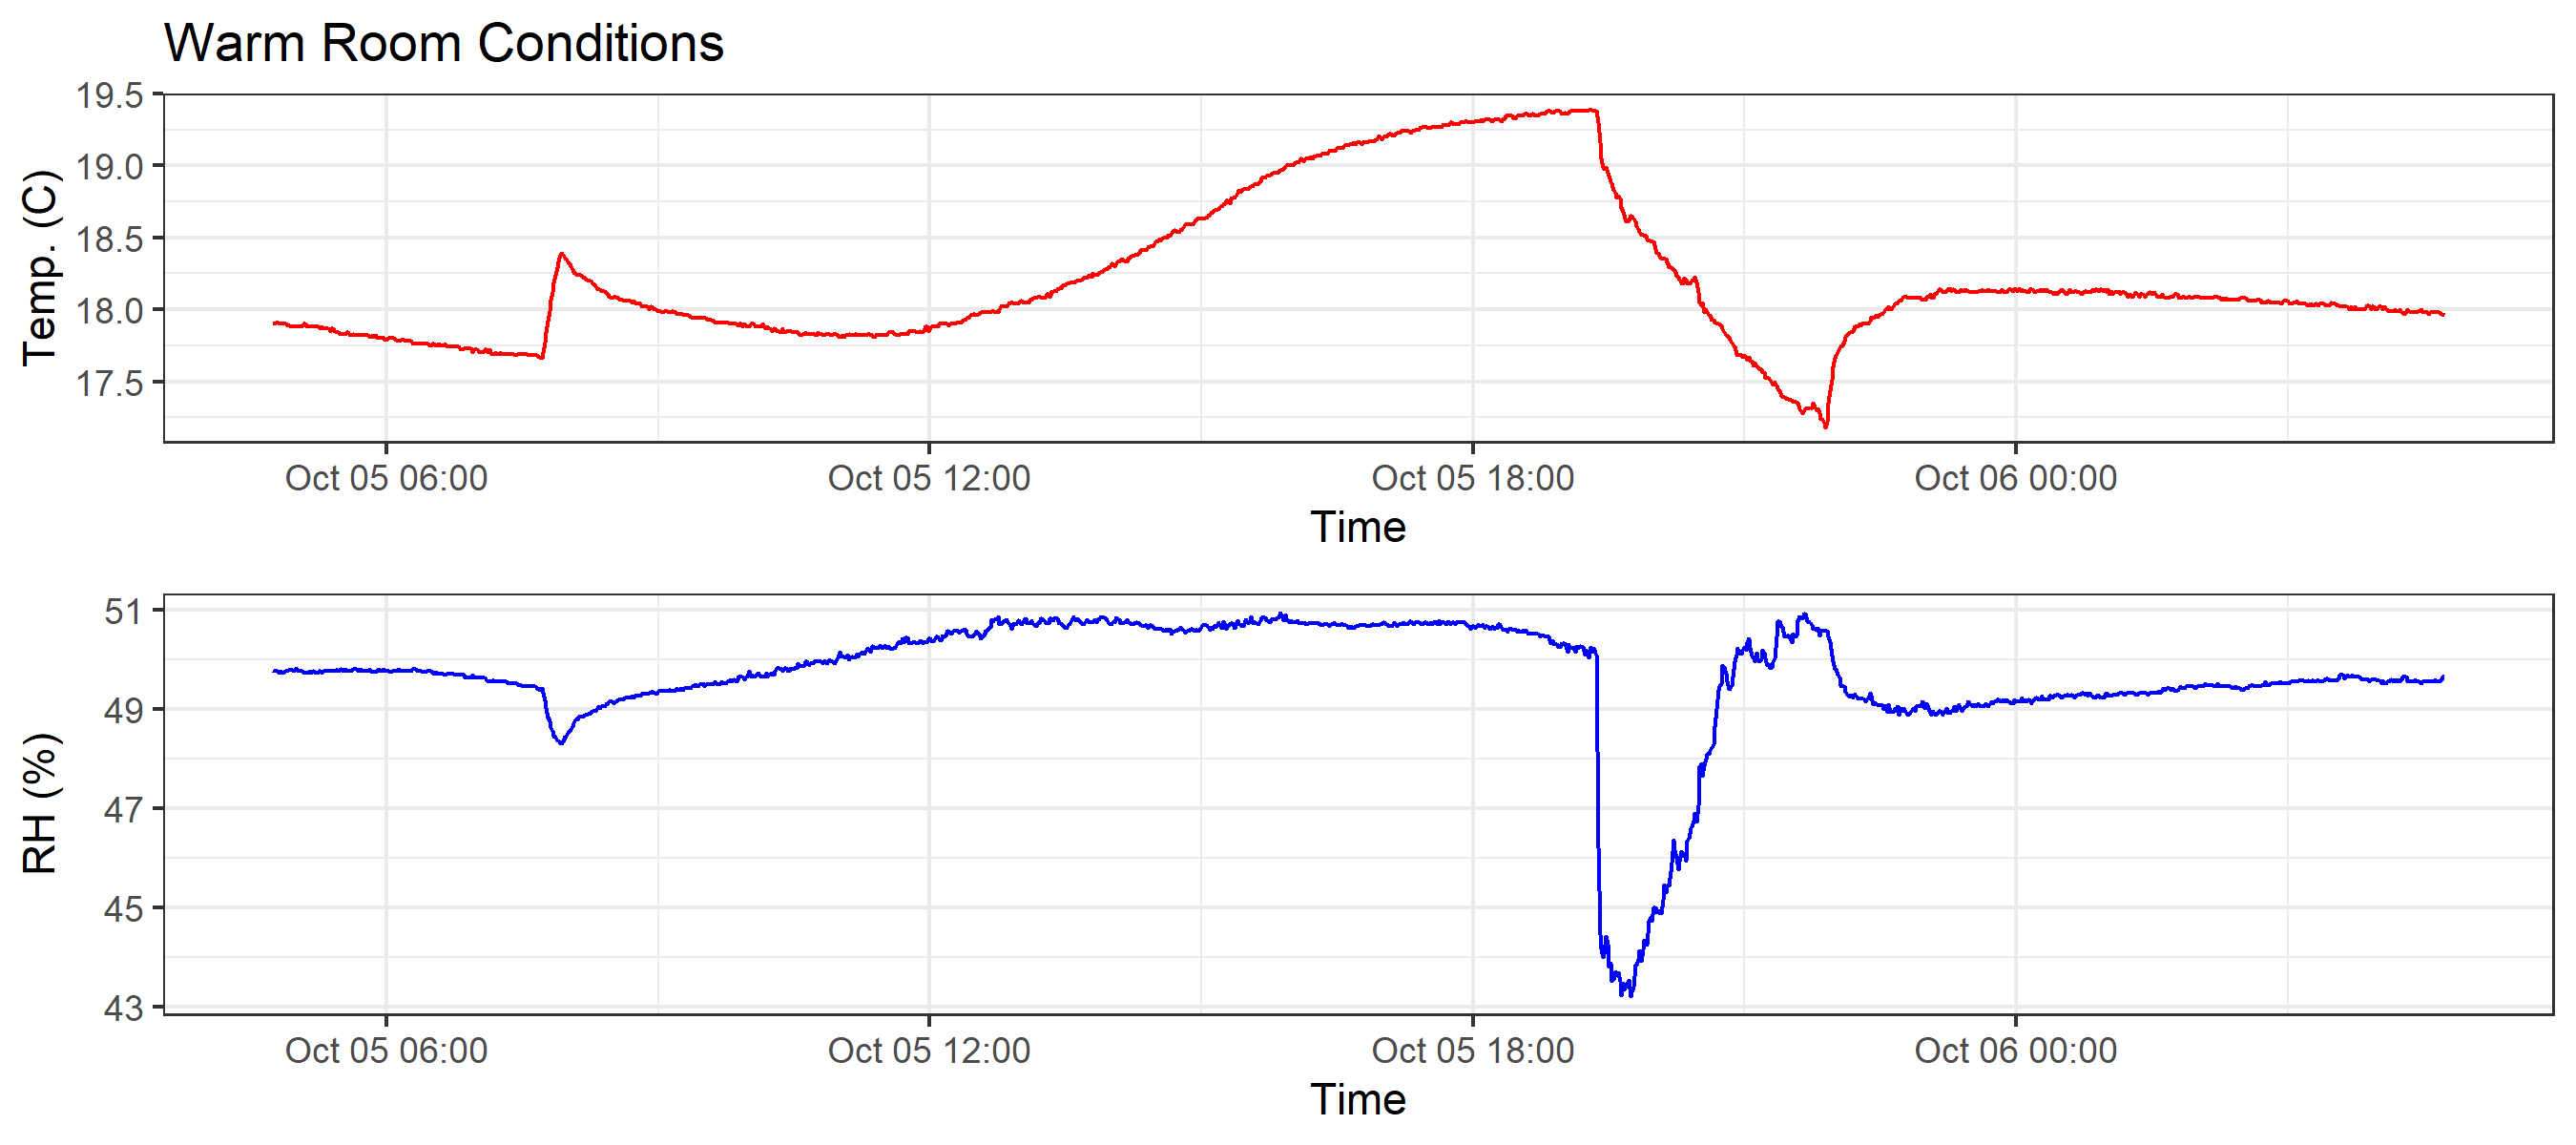 Warm Room Conditions
19.5
19.0
18.5
18.0
17.5
Temp. (C)
Oct 05 06:00 Oct 05 12:00 Oct 05 18:00 Oct 06 00:00
Time
51
49
47
45
43
RH (%)
Oct 05 06:00 Oct 05 12:00 Oct 05 18:00 Oct 06 00:00
Time